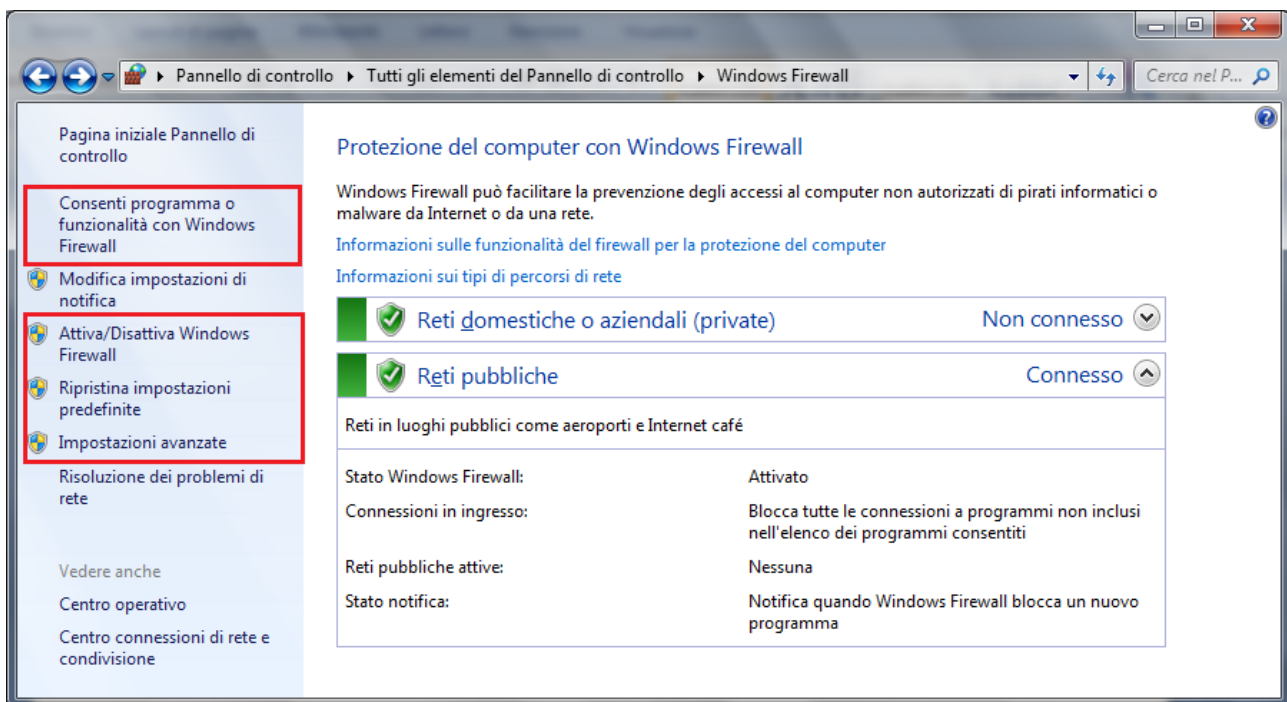 Pannello di controllo ▸ Tutti gli elementi del Pannello di controllo ▸ Windows Firewall
Cerca nel P...
Pagina iniziale Pannello di
controllo
Consenti programma o
funzionalità con Windows
Firewall
Modifica impostazioni di
notifica
Attiva/Disattiva Windows
Firewall
Ripristina impostazioni
predefinite
Impostazioni avanzate
Risoluzione dei problemi di
rete
Vedere anche
Centro operativo
Centro connessioni di rete e
condivisione
Protezione del computer con Windows Firewall
Windows Firewall può facilitare la prevenzione degli accessi al computer non autorizzati di pirati informatici o
malware da Internet o da una rete.
Informazioni sulle funzionalità del firewall per la protezione del computer
Informazioni sui tipi di percorsi di rete
Reti domestiche o aziendali (private) Non connesso
Reti pubbliche Connesso
Reti in luoghi pubblici come aeroporti e Internet café
Stato Windows Firewall: Attivato
Connessioni in ingresso: Blocca tutte le connessioni a programmi non inclusi
nell'elenco dei programmi consentiti
Reti pubbliche attive: Nessuna
Stato notifica: Notifica quando Windows Firewall blocca un nuovo
programma